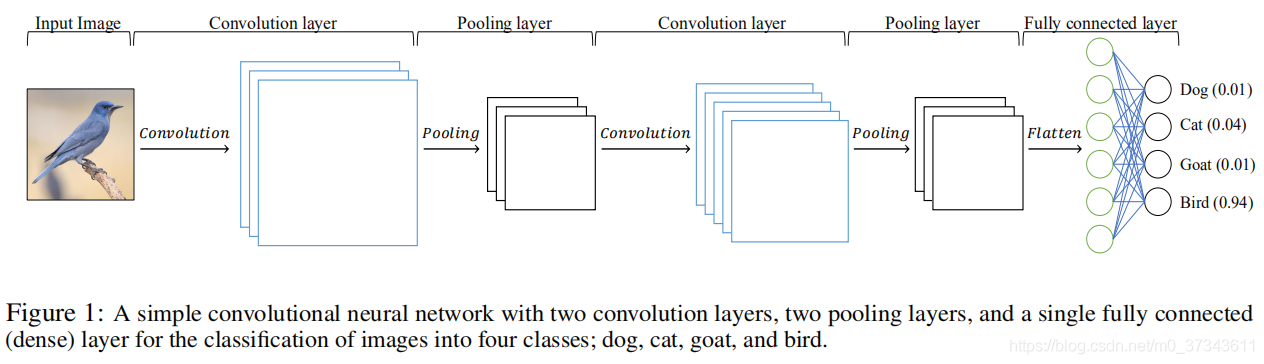 Input Image Convolution layer Pooling layer Convolution layer Pooling layer Fully connected layer
Convolution Pooling Convolution Pooling Flatten
Dog (0.01)
Cat (0.04)
Goat (0.01)
Bird (0.94)
Figure 1: A simple convolutional neural network with two convolution layers, two pooling layers, and a single fully connected
(dense) layer for the classification of images into four classes; dog, cat, goat, and bird.
https://blog.csdn.net/m0_37343611